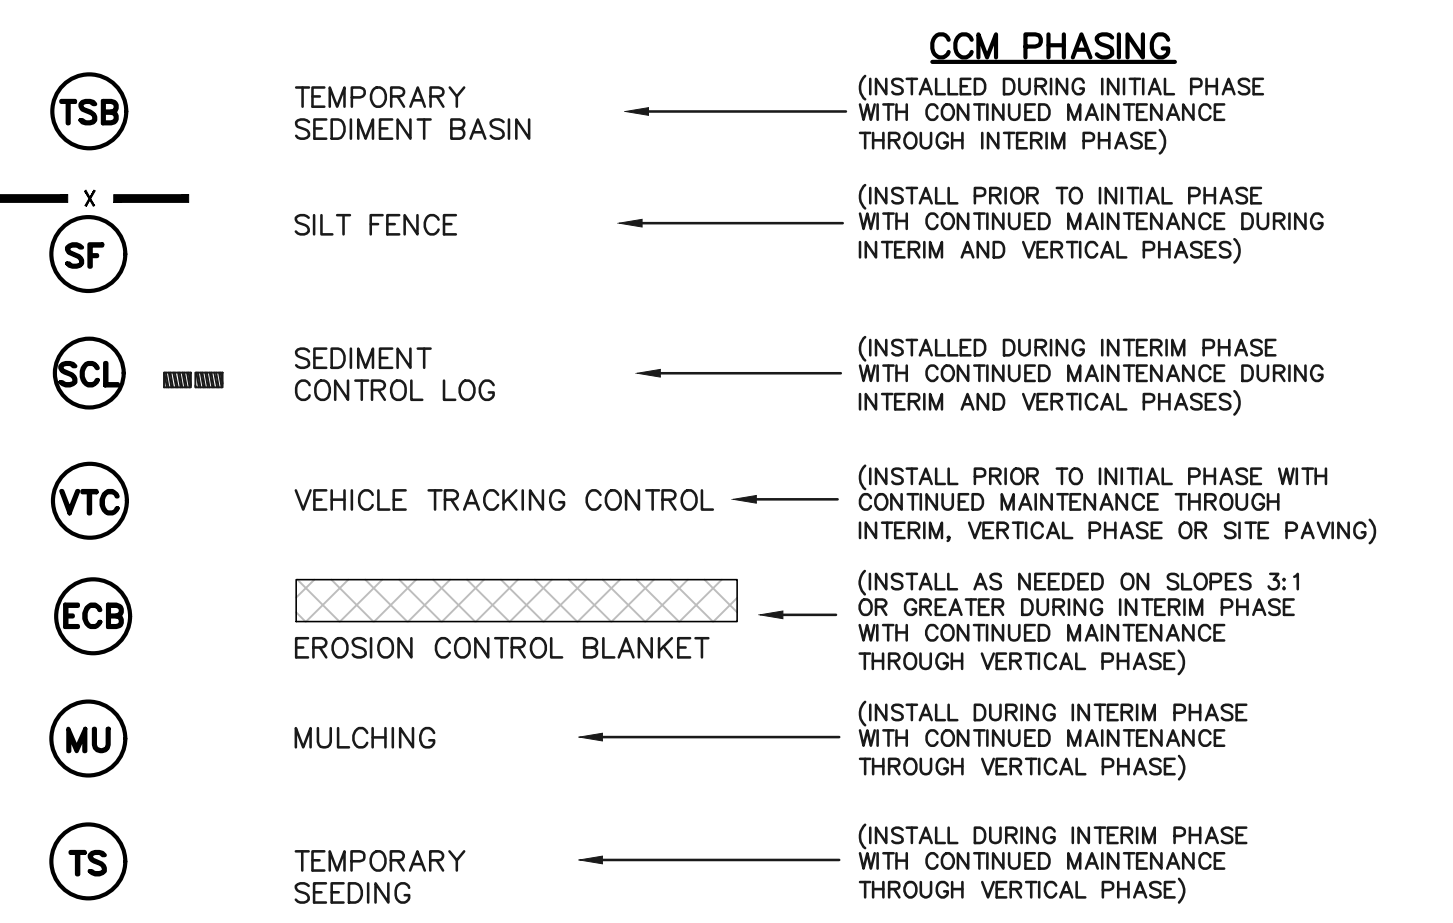 CCM PHASING
TSB
TEMPORARY
SEDIMENT BASIN
(INSTALLED DURING INITIAL PHASE
WITH CONTINUED MAINTENANCE
THROUGH INTERIM PHASE)
X
SF
SILT FENCE
(INSTALL PRIOR TO INITIAL PHASE
WITH CONTINUED MAINTENANCE DURING
INTERIM AND VERTICAL PHASES)
SCL
SEDIMENT
CONTROL LOG
(INSTALLED DURING INTERIM PHASE
WITH CONTINUED MAINTENANCE DURING
INTERIM AND VERTICAL PHASES)
VTC
VEHICLE TRACKING CONTROL
(INSTALL PRIOR TO INITIAL PHASE WITH
CONTINUED MAINTENANCE THROUGH
INTERIM, VERTICAL PHASE OR SITE PAVING)
ECB
EROSION CONTROL BLANKET
(INSTALL AS NEEDED ON SLOPES 3:1
OR GREATER DURING INTERIM PHASE
WITH CONTINUED MAINTENANCE
THROUGH VERTICAL PHASE)
MU
MULCHING
(INSTALL DURING INTERIM PHASE
WITH CONTINUED MAINTENANCE
THROUGH VERTICAL PHASE)
TS
TEMPORARY
SEEDING
(INSTALL DURING INTERIM PHASE
WITH CONTINUED MAINTENANCE
THROUGH VERTICAL PHASE)